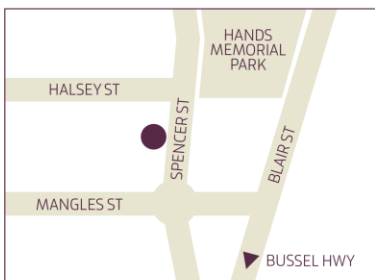 HANDS
MEMORIAL
PARK
HALSEY ST
SPENCER ST
BLAIR ST
MANGLES ST
BUSSEL HWY